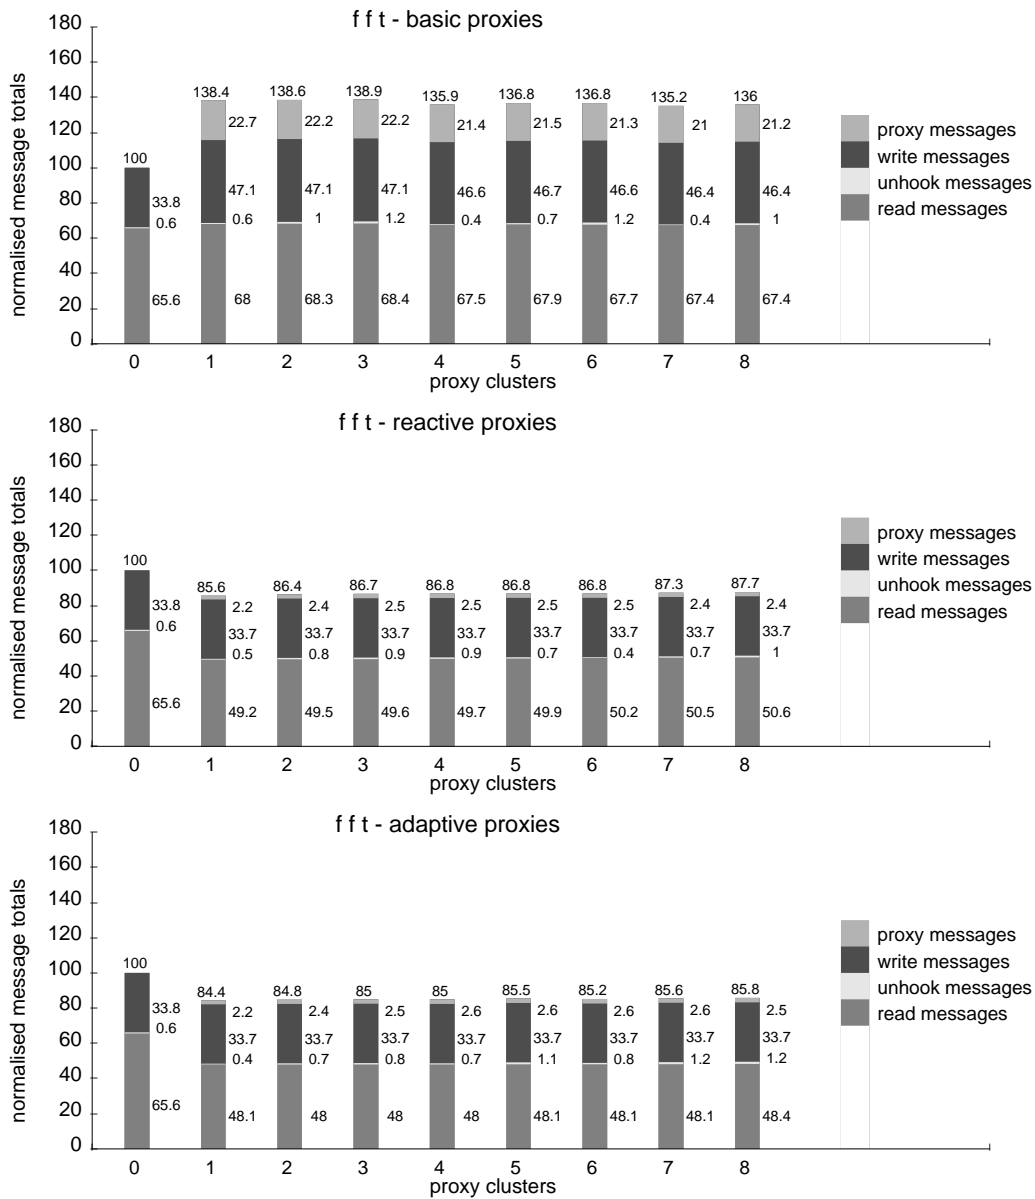 f f t - basic proxies
normalised message totals
180
160
140
120
100
80
60
40
20
0
100 138.4 138.6 138.9 135.9 136.8 136.8 135.2 136
22.7 22.2 22.2 21.4 21.5 21.3 21 21.2
33.8 47.1 47.1 47.1 46.6 46.7 46.6 46.4 46.4
0.6 0.6 1 1.2 0.4 0.7 1.2 0.4 1
65.6 68 68.3 68.4 67.5 67.9 67.7 67.4 67.4
0 1 2 3 4 5 6 7 8
proxy clusters
proxy messages
write messages
unhook messages
read messages
f f t - reactive proxies
normalised message totals
180
160
140
120
100
80
60
40
20
0
100 85.6 86.4 86.7 86.8 86.8 86.8 87.3 87.7
2.2 2.4 2.5 2.5 2.5 2.5 2.4 2.4
33.8 33.7 33.7 33.7 33.7 33.7 33.7 33.7 33.7
0.6 0.5 0.8 0.9 0.9 0.7 0.4 0.7 1
65.6 49.2 49.5 49.6 49.7 49.9 50.2 50.5 50.6
0 1 2 3 4 5 6 7 8
proxy clusters
proxy messages
write messages
unhook messages
read messages
f f t - adaptive proxies
normalised message totals
180
160
140
120
100
80
60
40
20
0
100 84.4 84.8 85 85 85.5 85.2 85.6 85.8
2.2 2.4 2.5 2.6 2.6 2.6 2.6 2.5
33.8 33.7 33.7 33.7 33.7 33.7 33.7 33.7 33.7
0.6 0.4 0.7 0.8 0.7 1.1 0.8 1.2 1.2
65.6 48.1 48 48 48 48.1 48.1 48.1 48.4
0 1 2 3 4 5 6 7 8
proxy clusters
proxy messages
write messages
unhook messages
read messages